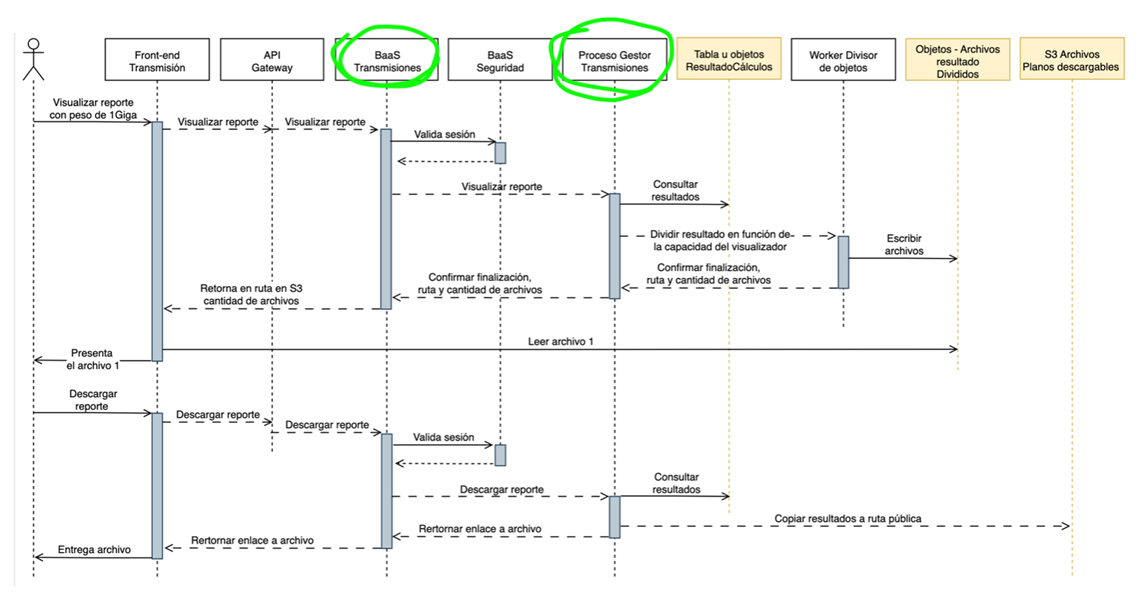 Front-end
Transmisión
API
Gateway
BaaS
Transmisiones
BaaS
Seguridad
Proceso Gestor
Transmisiones
Tabla u objetos
ResultadoCálculos
Worker Divisor
de objetos
Objetos - Archivos
resultado
Divididos
S3 Archivos
Planos descargables
Visualizar reporte
con peso de 1Giga
Visualizar reporte
Visualizar reporte
Valida sesión
Visualizar reporte
Consultar
resultados
Dividir resultado en función de
la capacidad del visualizador
Escribir
archivos
Confirmar finalización,
ruta y cantidad de archivos
Confirmar finalización,
ruta y cantidad de archivos
Retorna en ruta en S3
cantidad de archivos
Leer archivo 1
Presenta
el archivo 1
Descargar
reporte
Descargar reporte
Descargar reporte
Valida sesión
Descargar reporte
Consultar
resultados
Copiar resultados a ruta pública
Rertornar enlace a archivo
Rertornar enlace a archivo
Entrega archivo